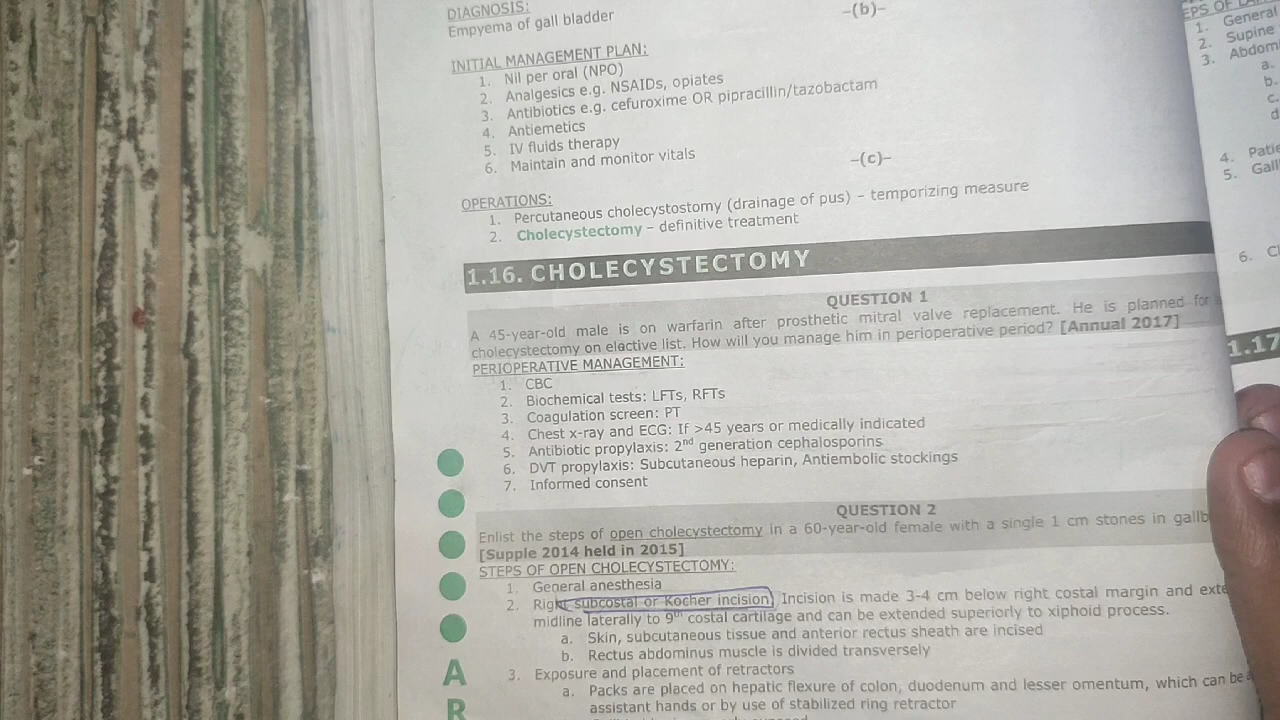 DIAGNOSIS:
Empyema of gall bladder
–(b)–
INITIAL MANAGEMENT PLAN:
1. Nil per oral (NPO)
2. Analgesics e.g. NSAIDs, opiates
3. Antibiotics e.g. cefuroxime OR pipracillin/tazobactam
4. Antiemetics
5. IV fluids therapy
6. Maintain and monitor vitals
–(c)–
OPERATIONS:
1. Percutaneous cholecystostomy (drainage of pus) – temporizing measure
2. Cholecystectomy – definitive treatment
1.16. CHOLECYSTECTOMY
QUESTION 1
A 45-year-old male is on warfarin after prosthetic mitral valve replacement. He is planned for
cholecystectomy on elective list. How will you manage him in perioperative period? [Annual 2017]
PERIOPERATIVE MANAGEMENT:
1. CBC
2. Biochemical tests: LFTs, RFTs
3. Coagulation screen: PT
4. Chest x-ray and ECG: If >45 years or medically indicated
5. Antibiotic propylaxis: 2nd generation cephalosporins
6. DVT propylaxis: Subcutaneous heparin, Antiembolic stockings
7. Informed consent
QUESTION 2
Enlist the steps of open cholecystectomy in a 60-year-old female with a single 1 cm stones in
[Supple 2014 held in 2015]
STEPS OF OPEN CHOLECYSTECTOMY:
1. General anesthesia
2. Right subcostal or Kocher incision: Incision is made 3-4 cm below right costal margin and
midline laterally to 9th costal cartilage and can be extended superiorly to xiphoid process.
a. Skin, subcutaneous tissue and anterior rectus sheath are incised
b. Rectus abdominus muscle is divided transversely
3. Exposure and placement of retractors
a. Packs are placed on hepatic flexure of colon, duodenum and lesser omentum, which can be
assistant hands or by use of stabilized ring retractor
A
R
1. General
2. Supine
3.
a.
b.
c.
d
4.
5.
6.
1.17